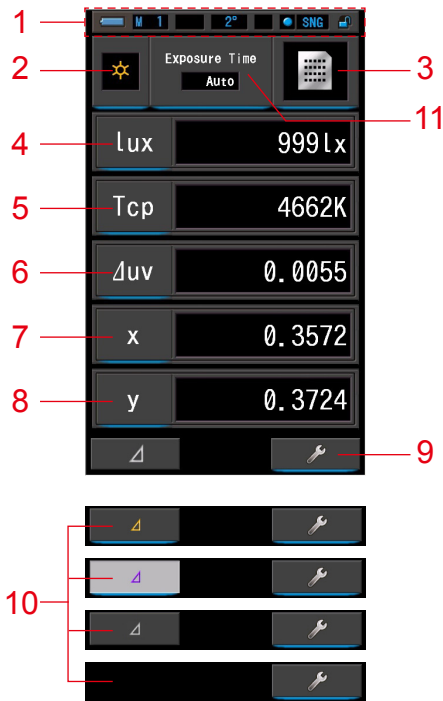 1 M 1 2° SNG
2 Exposure Time 3
Auto 11
4 lux 999lx
5 Tcp 4662K
6 ⊿uv 0.0055
7 x 0.3572
8 y 0.3724
⊿ 9
⊿
⊿
10
⊿